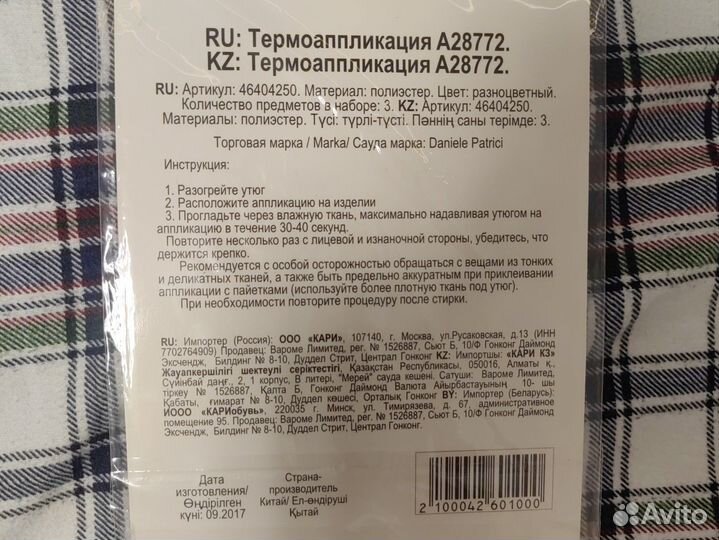 RU: Термоаппликация А28772.
KZ: Термоаппликация А28772.
RU: Артикул: 46404250. Материал: полиэстер. Цвет: разноцветный.
Количество предметов в наборе: 3. KZ: Артикул: 46404250.
Материалы: полиэстер. Түсі: түрлі-түсті. Пәннің саны терімде: 3.
Торговая марка / Marka/ Сауда марка: Daniele Patrici
Инструкция:
1. Разогрейте утюг
2. Расположите аппликацию на изделии
3. Прогладьте через влажную ткань, максимально надавливая утюгом на
аппликацию в течение 30-40 секунд.
Повторите несколько раз с лицевой и изнаночной стороны, убедитесь, что
держится крепко.
Рекомендуется с особой осторожностью обращаться с вещами из тонких
и деликатных тканей, а также быть предельно аккуратным при приклеивании
аппликации с пайетками (используйте более плотную ткань под утюг).
При необходимости повторите процедуру после стирки.
RU: Импортер (Россия): ООО «КАРИ», 107140, г. Москва, ул.Русаковская, д.13 (ИНН
7702764909) Продавец: Вароме Лимитед, рег. № 1526887, Сьют Б, 10/Ф Гонконг Даймонд
Эксчендж, Билдинг № 8-10, Дуддел Стрит, Централ Гонконг KZ: Импортшы: «КАРИ КЗ»
Жауапкершілігі шектеулі серіктестігі, Қазақстан Республикасы, 050016, Алматы қ.,
Сүйінбай даңғ., 2, 1 корпус, В литері, "Мерей" сауда кешені. Сатушы: Вароме Лимитед,
тіркеу № 1526887, Қалта Б, Гонконг Даймонд Валюта Айырбастауының, 10- шы
Қабаты, ғимарат № 8-10, Дуддел көшесі, Орталық Гонконг BY: Импортер (Беларусь):
ИООО «КАРИобувь», 220035 г. Минск, ул. Тимирязева, д. 67, административное
помещение 95. Продавец: Вароме Лимитед, рег. № 1526887, Сьют Б, 10/Ф Гонконг Даймонд
Эксчендж, Билдинг № 8-10, Дуддел Стрит, Централ Гонконг.
Дата
изготовления/
Өңдірілген
күні: 09.2017
Страна-
производитель
Китай/ Ел-өндіруші
Қытай
2 100042 601000
Avito